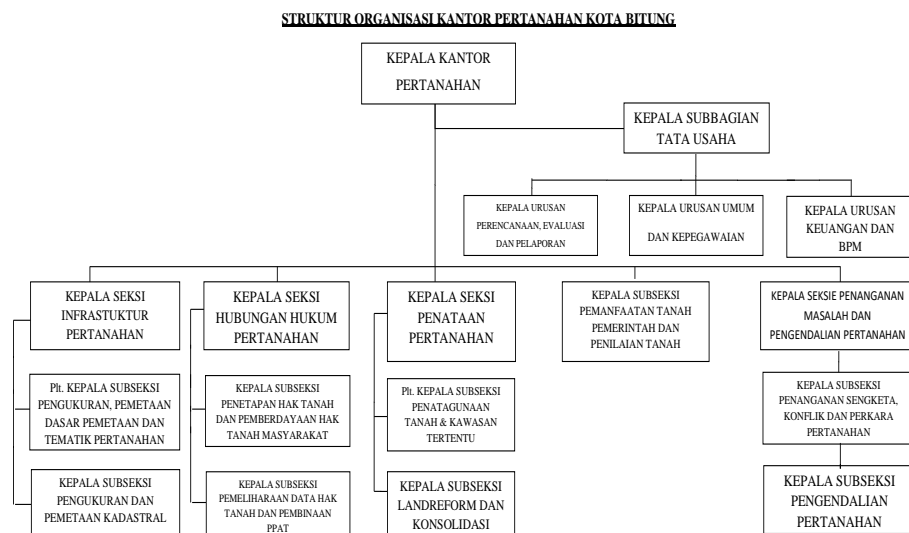 STRUKTUR ORGANISASI KANTOR PERTANAHAN KOTA BITUNG
KEPALA KANTOR
PERTANAHAN
KEPALA SUBBAGIAN
TATA USAHA
KEPALA URUSAN
PERENCANAAN, EVALUASI
DAN PELAPORAN
KEPALA URUSAN UMUM
DAN KEPEGAWAIAN
KEPALA URUSAN
KEUANGAN DAN
BPM
KEPALA SEKSI
INFRASTUKTUR
PERTANAHAN
KEPALA SEKSI
HUBUNGAN HUKUM
PERTANAHAN
KEPALA SEKSI
PENATAAN
PERTANAHAN
KEPALA SUBSEKSI
PEMANFAATAN TANAH
PEMERINTAH DAN
PENILAIAN TANAH
KEPALA SEKSIE PENANGANAN
MASALAH DAN
PENGENDALIAN PERTANAHAN
Plt. KEPALA SUBSEKSI
PENGUKURAN, PEMETAAN
DASAR PEMETAAN DAN
TEMATIK PERTANAHAN
KEPALA SUBSEKSI
PENETAPAN HAK TANAH
DAN PEMBERDAYAAN HAK
TANAH MASYARAKAT
Plt. KEPALA SUBSEKSI
PENATAGUNAAN
TANAH & KAWASAN
TERTENTU
KEPALA SUBSEKSI
PENANGANAN SENGKETA,
KONFLIK DAN PERKARA
PERTANAHAN
KEPALA SUBSEKSI
PENGUKURAN DAN
PEMETAAN KADASTRAL
KEPALA SUBSEKSI
PEMELIHARAAN DATA HAK
TANAH DAN PEMBINAAN
PPAT
KEPALA SUBSEKSI
LANDREFORM DAN
KONSOLIDASI
KEPALA SUBSEKSI
PENGENDALIAN
PERTANAHAN